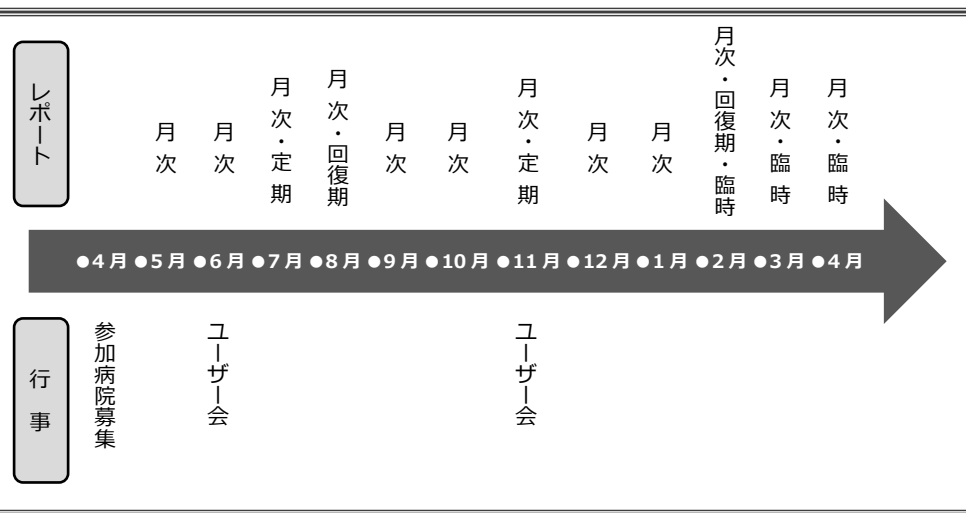 レポート
月次
月次
月次・定期
月次・回復期
月次
月次
月次・定期
月次
月次
月次・回復期・臨時
月次・臨時
月次・臨時
●4月 ●5月 ●6月 ●7月 ●8月 ●9月 ●10月 ●11月 ●12月 ●1月 ●2月 ●3月 ●4月
行事
参加病院募集
ユーザー会
ユーザー会